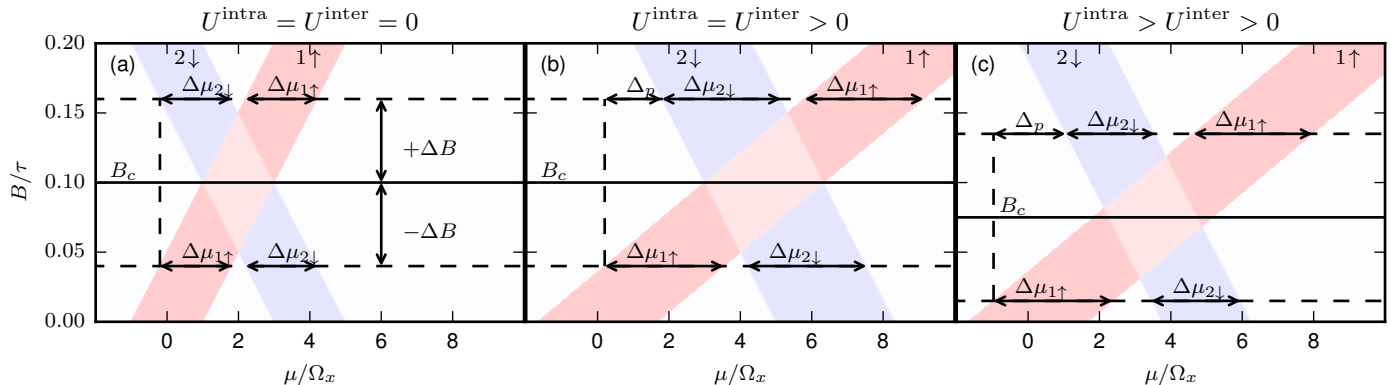 U^intra = U^inter = 0
U^intra = U^inter > 0
U^intra > U^inter > 0
B/τ
0.20
0.15
0.10
0.05
0.00
(a)
2↓
1↑
Δμ2↓
Δμ1↑
+ΔB
B_c
−ΔB
Δμ1↑
Δμ2↓
0 2 4 6 8
μ/Ω_x
(b)
2↓
1↑
Δ_p
Δμ2↓
Δμ1↑
B_c
Δμ1↑
Δμ2↓
0 2 4 6 8
μ/Ω_x
(c)
2↓
1↑
Δ_p
Δμ2↓
Δμ1↑
B_c
Δμ1↑
Δμ2↓
0 2 4 6 8
μ/Ω_x